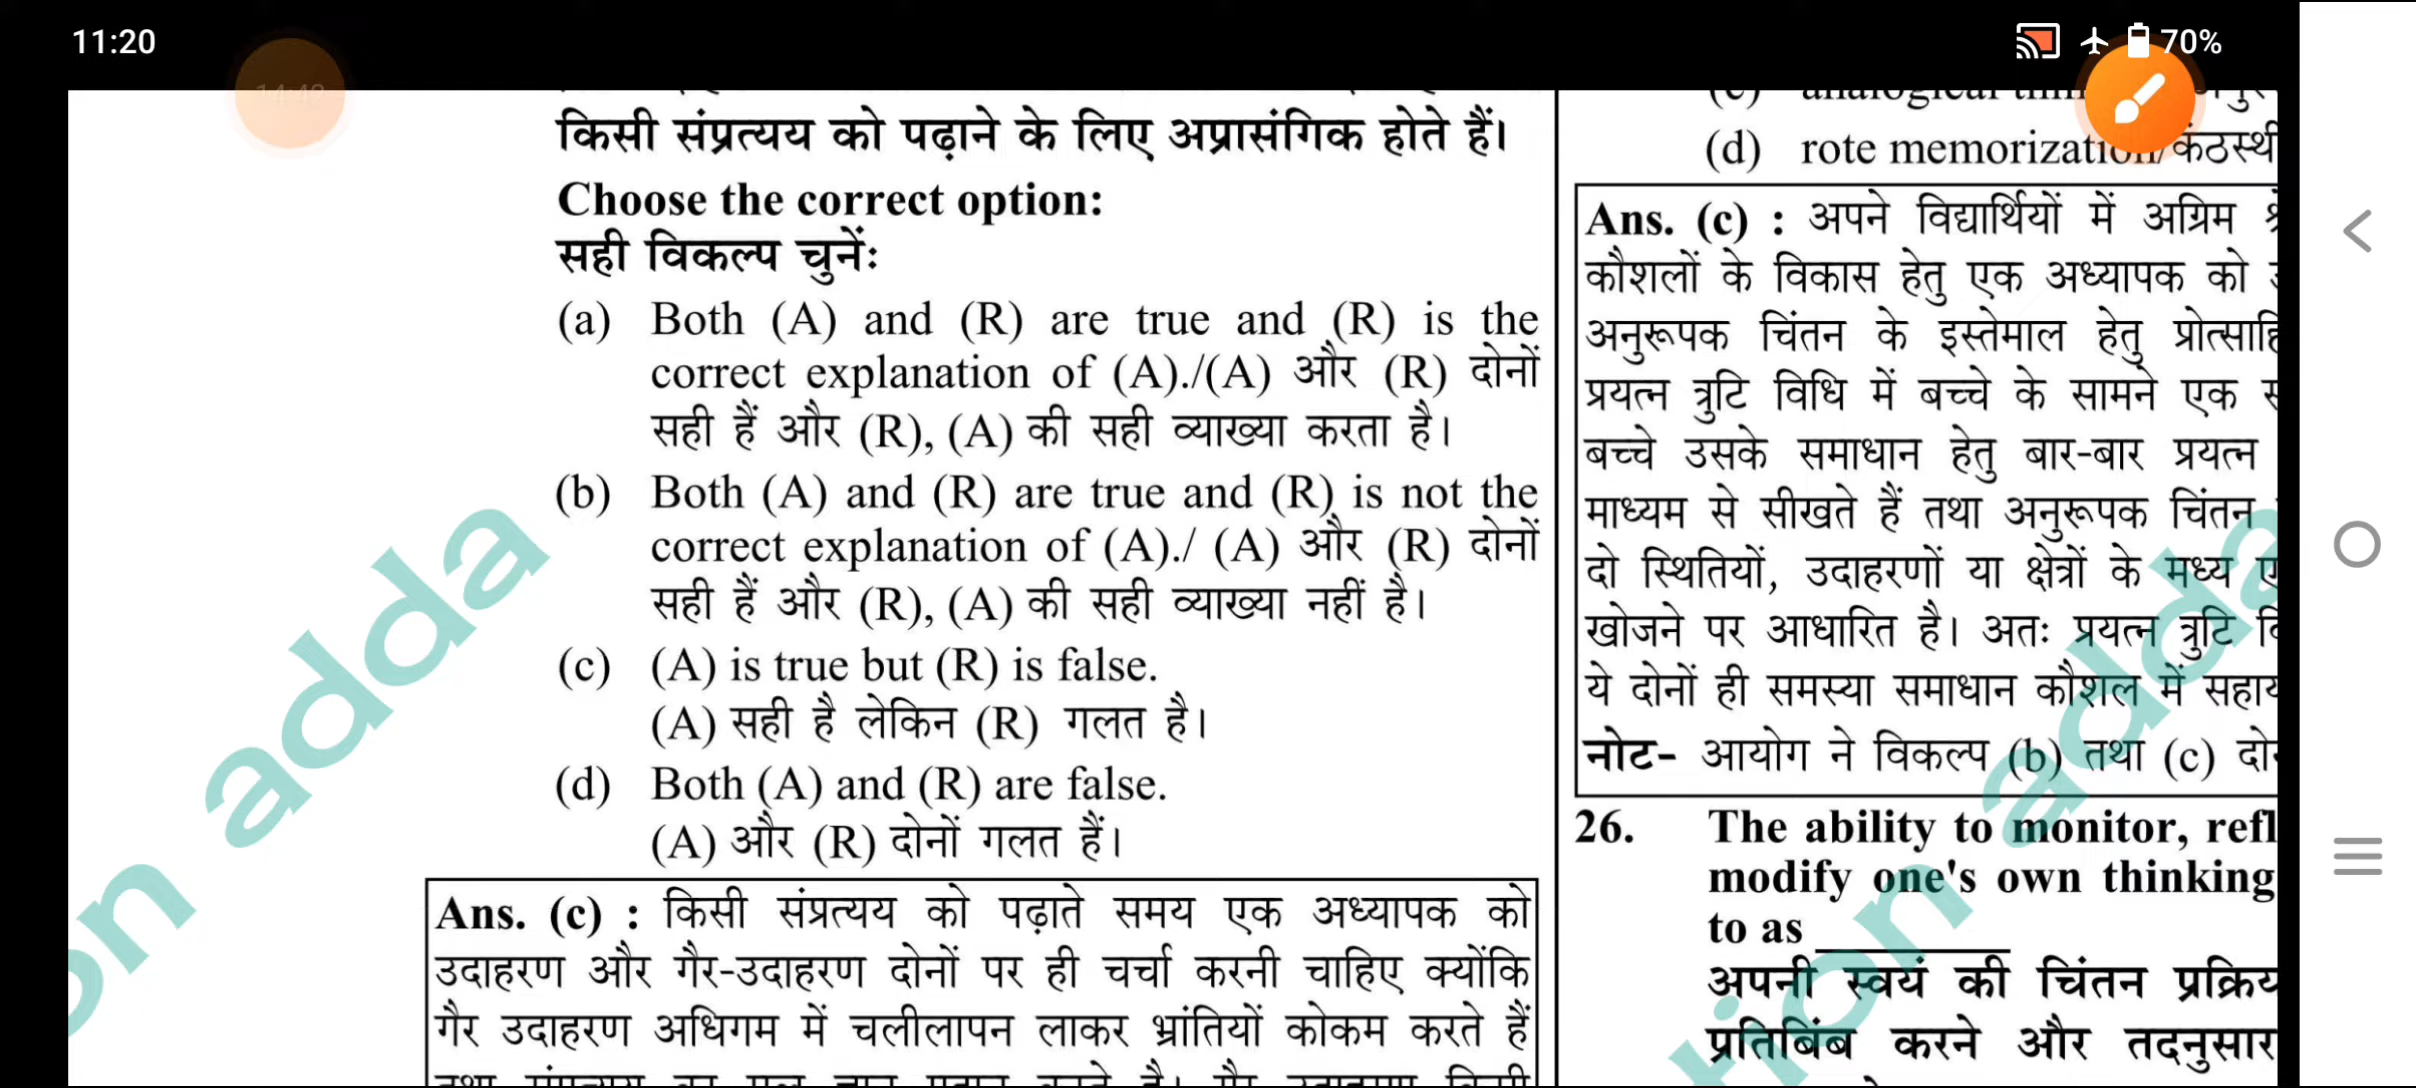 11:20
70%
किसी संप्रत्यय को पढ़ाने के लिए अप्रासंगिक होते हैं।
Choose the correct option:
सही विकल्प चुनेंः
(a) Both (A) and (R) are true and (R) is the
correct explanation of (A)./(A) और (R) दोनों
सही हैं और (R), (A) की सही व्याख्या करता है।
(b) Both (A) and (R) are true and (R) is not the
correct explanation of (A)./ (A) और (R) दोनों
सही हैं और (R), (A) की सही व्याख्या नहीं है।
(c) (A) is true but (R) is false.
(A) सही है लेकिन (R) गलत है।
(d) Both (A) and (R) are false.
(A) और (R) दोनों गलत हैं।
Ans. (c) : किसी संप्रत्यय को पढ़ाते समय एक अध्यापक को
उदाहरण और गैर-उदाहरण दोनों पर ही चर्चा करनी चाहिए क्योंकि
गैर उदाहरण अधिगम में चलीलापन लाकर भ्रांतियों कोकम करते हैं
(d) rote memorization/
Ans. (c) : अपने विद्यार्थियों में अग्रिम
कौशलों के विकास हेतु एक अध्यापक को
अनुरूपक चिंतन के इस्तेमाल हेतु
प्रयत्न त्रुटि विधि में बच्चे के सामने एक
बच्चे उसके समाधान हेतु बार-बार प्रयत्न
माध्यम से सीखते हैं तथा अनुरूपक चिंतन
दो स्थितियों, उदाहरणों या क्षेत्रों के मध्य
खोजने पर आधारित है। अतः प्रयत्न त्रुटि
ये दोनों ही समस्या समाधान कौशल में
नोट- आयोग ने विकल्प (b) तथा (c)
26. The ability to monitor, refl
modify one's own thinking
to as ________
अपनी स्वयं की चिंतन
प्रतिबिंब करने और तदनुसार
on adda
tion adda